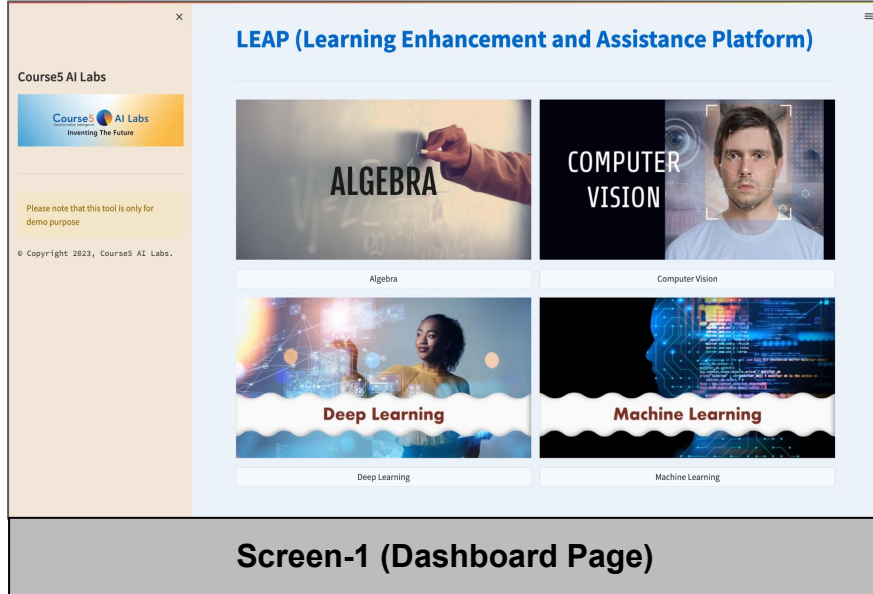 ×
Course5 AI Labs
Course5 AI Labs
Inventing The Future
Please note that this tool is only for
demo purpose
© Copyright 2023, Course5 AI Labs.
LEAP (Learning Enhancement and Assistance Platform)
ALGEBRA
COMPUTER
VISION
Algebra
Computer Vision
Deep Learning
Machine Learning
Deep Learning
Machine Learning
Screen-1 (Dashboard Page)